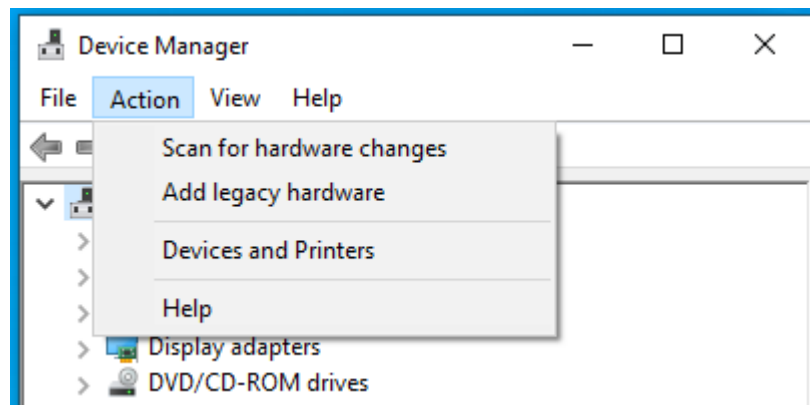 Device Manager
File Action View Help
Scan for hardware changes
Add legacy hardware
Devices and Printers
Help
Display adapters
DVD/CD-ROM drives